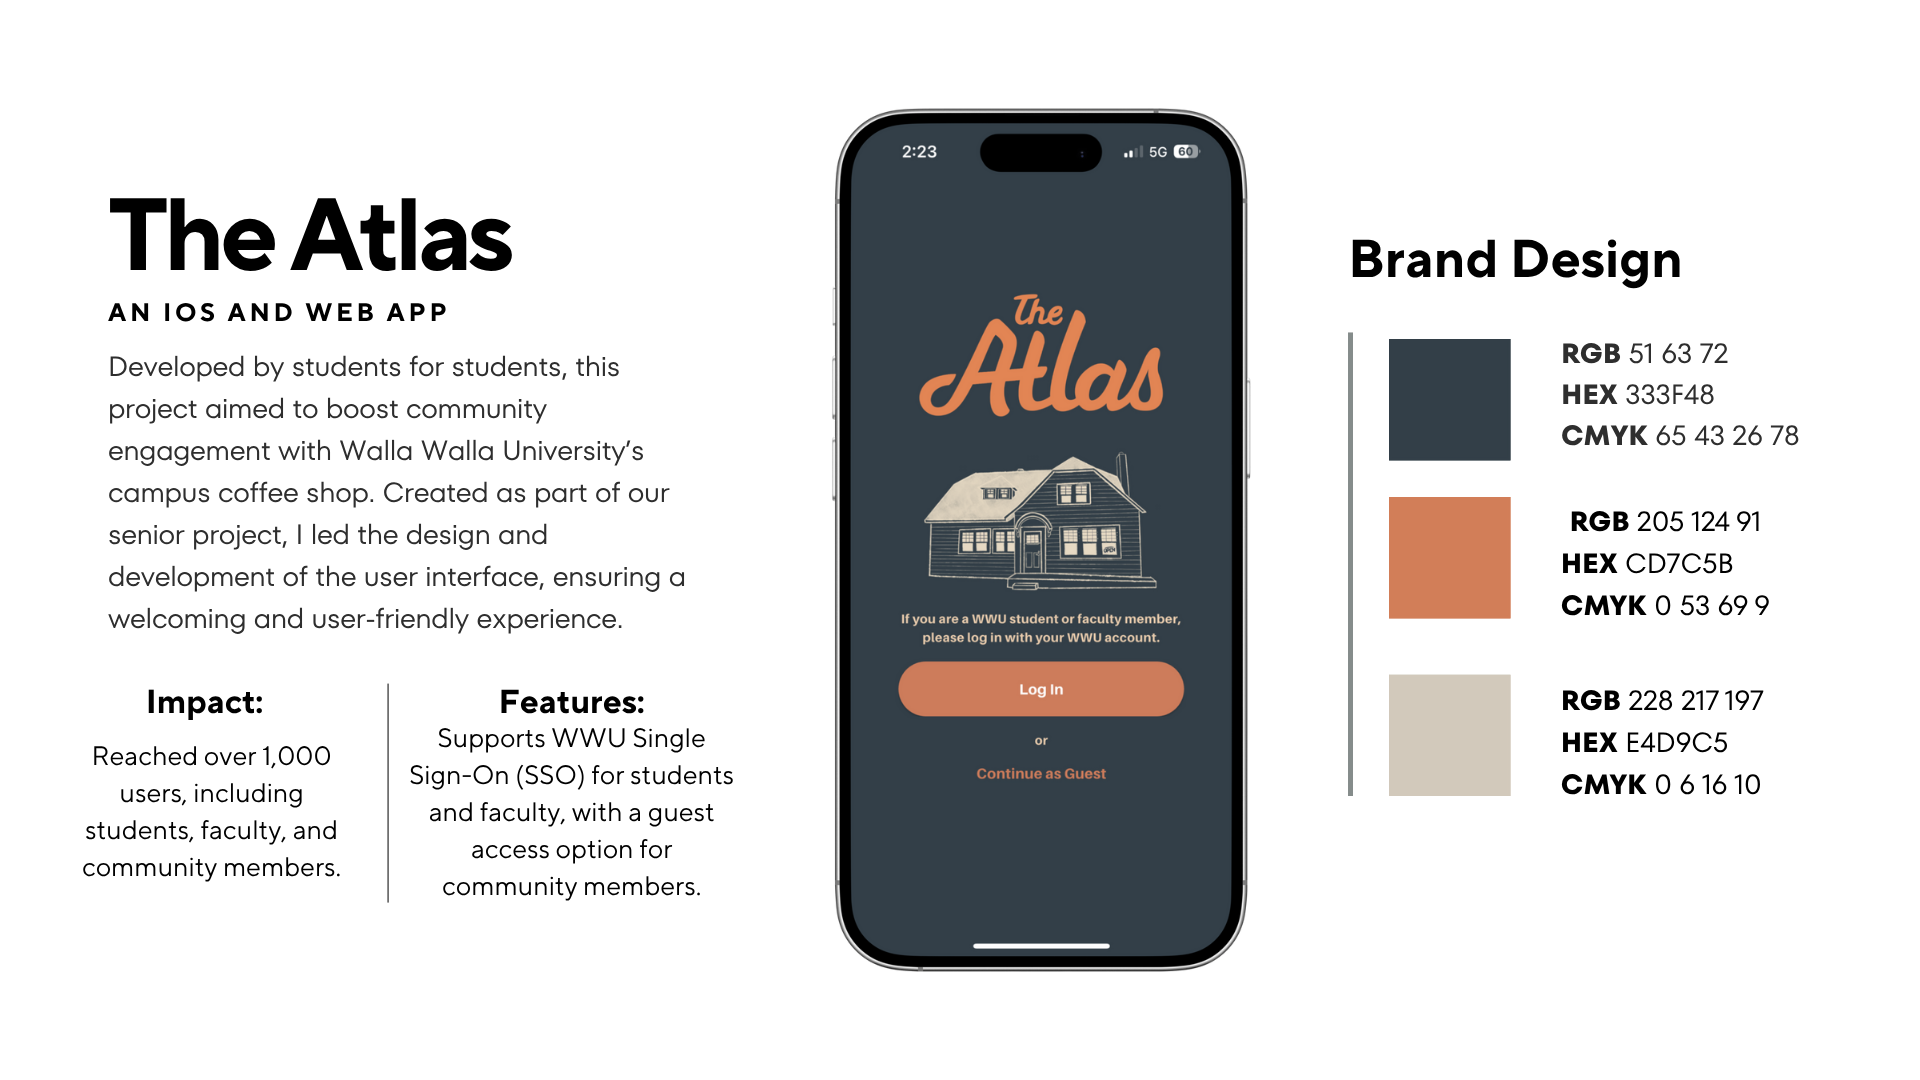 The Atlas
AN IOS AND WEB APP
Developed by students for students, this
project aimed to boost community
engagement with Walla Walla University’s
campus coffee shop. Created as part of our
senior project, I led the design and
development of the user interface, ensuring a
welcoming and user-friendly experience.
Impact:
Reached over 1,000
users, including
students, faculty, and
community members.
Features:
Supports WWU Single
Sign-On (SSO) for students
and faculty, with a guest
access option for
community members.
2:23
5G 60
The
Atlas
OPEN
If you are a WWU student or faculty member,
please log in with your WWU account.
Log In
or
Continue as Guest
Brand Design
RGB 51 63 72
HEX 333F48
CMYK 65 43 26 78
RGB 205 124 91
HEX CD7C5B
CMYK 0 53 69 9
RGB 228 217 197
HEX E4D9C5
CMYK 0 6 16 10